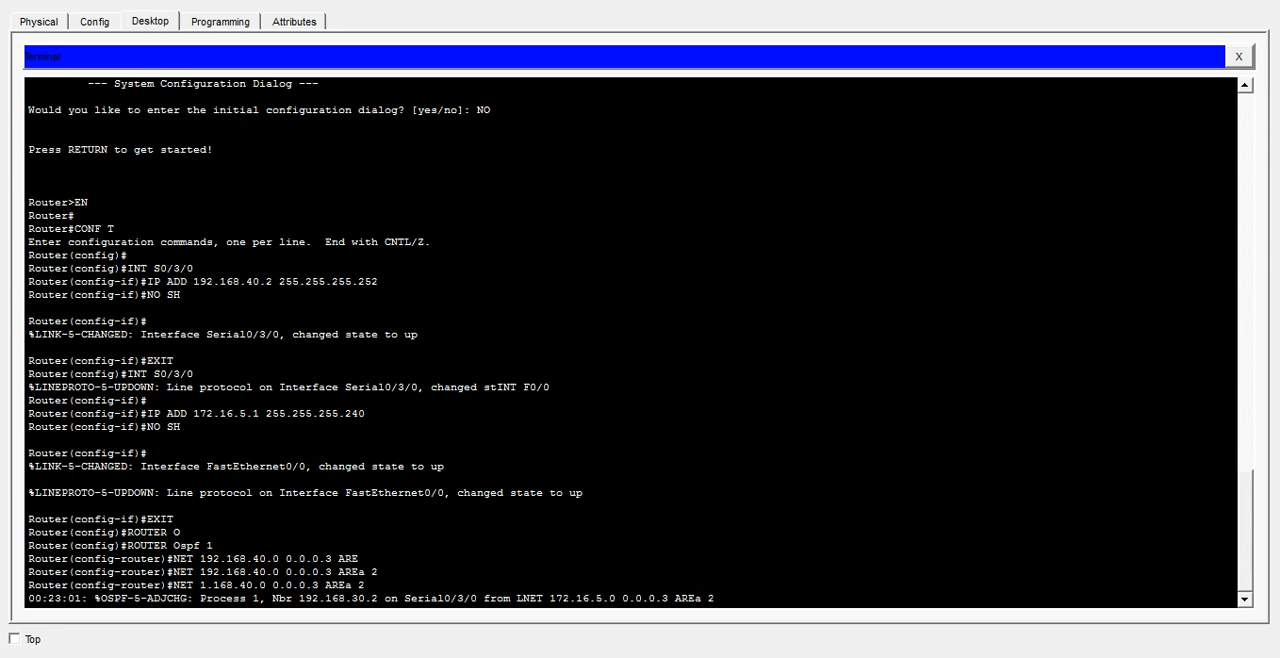 Physical Config Desktop Programming Attributes
Terminal
X
--- System Configuration Dialog ---
Would you like to enter the initial configuration dialog? [yes/no]: NO
Press RETURN to get started!
Router>EN
Router#
Router#CONF T
Enter configuration commands, one per line.  End with CNTL/Z.
Router(config)#
Router(config)#INT S0/3/0
Router(config-if)#IP ADD 192.168.40.2 255.255.255.252
Router(config-if)#NO SH
Router(config-if)#
%LINK-5-CHANGED: Interface Serial0/3/0, changed state to up
Router(config-if)#EXIT
Router(config)#INT S0/3/0
%LINEPROTO-5-UPDOWN: Line protocol on Interface Serial0/3/0, changed stINT F0/0
Router(config-if)#
Router(config-if)#IP ADD 172.16.5.1 255.255.255.240
Router(config-if)#NO SH
Router(config-if)#
%LINK-5-CHANGED: Interface FastEthernet0/0, changed state to up
%LINEPROTO-5-UPDOWN: Line protocol on Interface FastEthernet0/0, changed state to up
Router(config-if)#EXIT
Router(config)#ROUTER O
Router(config)#ROUTER Ospf 1
Router(config-router)#NET 192.168.40.0 0.0.0.3 ARE
Router(config-router)#NET 192.168.40.0 0.0.0.3 AREa 2
Router(config-router)#NET 1.168.40.0 0.0.0.3 AREa 2
00:23:01: %OSPF-5-ADJCHG: Process 1, Nbr 192.168.30.2 on Serial0/3/0 from LNET 172.16.5.0 0.0.0.3 AREa 2
Top